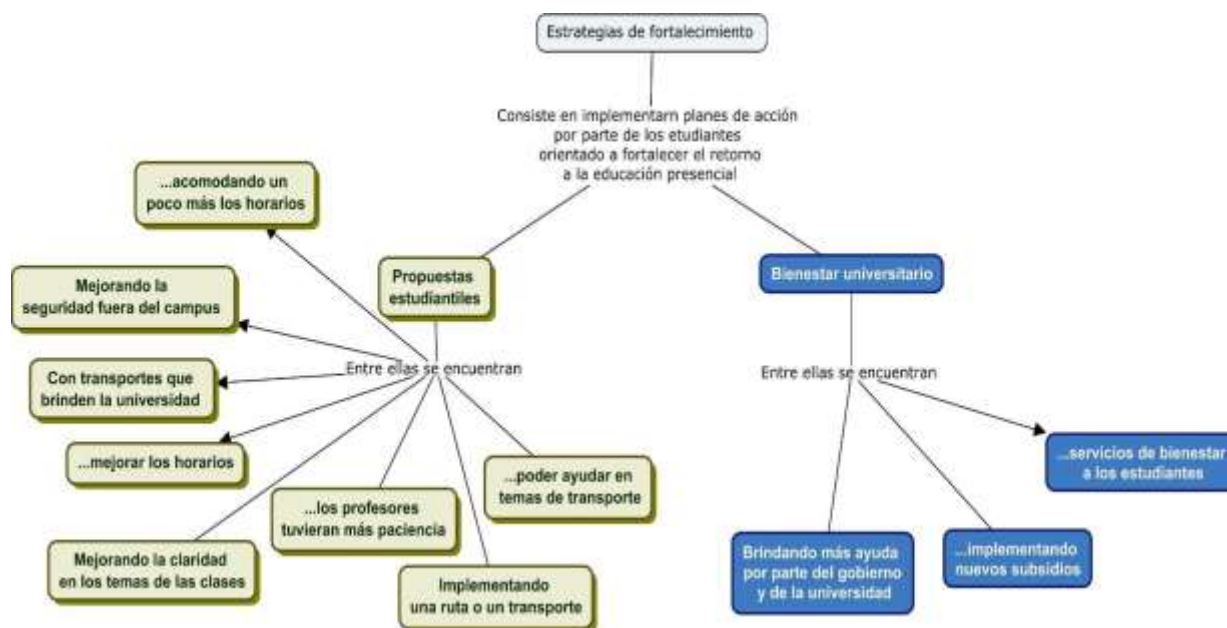 Estrategias de fortalecimiento
Consiste en implementarn planes de acción
por parte de los etudiantes
orientado a fortalecer el retorno
a la educación presencial
...acomodando un
poco más los horarios
Propuestas
estudiantiles
Bienestar universitario
Mejorando la
seguridad fuera del campus
Entre ellas se encuentran
Entre ellas se encuentran
Con transportes que
brinden la universidad
...mejorar los horarios
...servicios de bienestar
a los estudiantes
...poder ayudar en
temas de transporte
...los profesores
tuvieran más paciencia
Mejorando la claridad
en los temas de las clases
Implementando
una ruta o un transporte
Brindando más ayuda
por parte del gobierno
y de la universidad
...implementando
nuevos subsidios